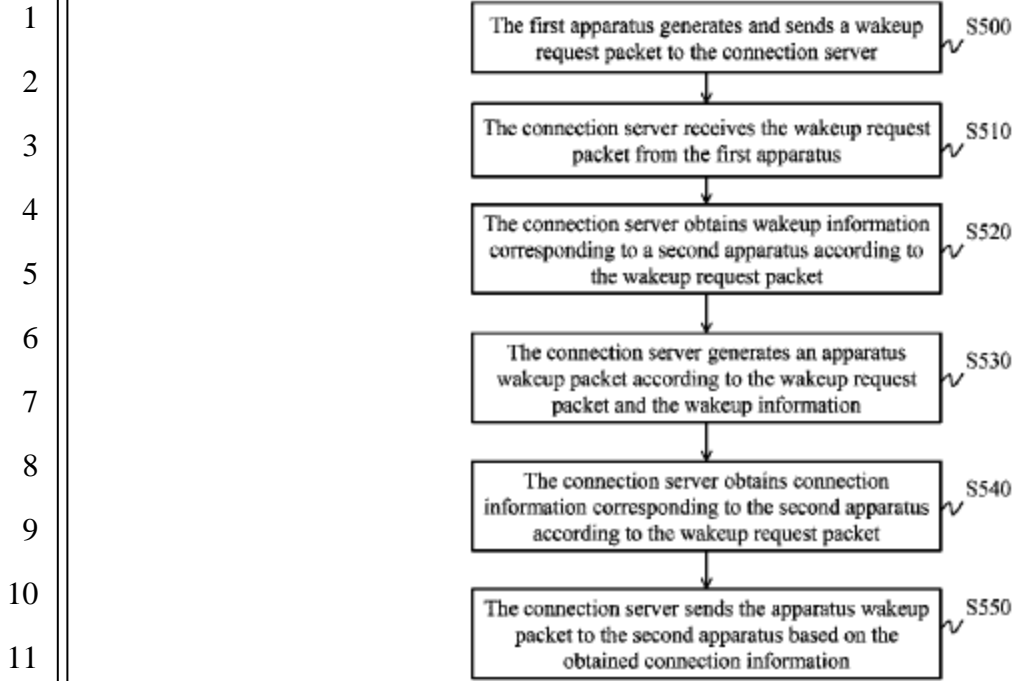 1
The first apparatus generates and sends a wakeup
request packet to the connection server
S500
2
The connection server receives the wakeup request
packet from the first apparatus
S510
3
4
The connection server obtains wakeup information
corresponding to a second apparatus according to
the wakeup request packet
S520
5
6
The connection server generates an apparatus
wakeup packet according to the wakeup request
packet and the wakeup information
S530
7
8
The connection server obtains connection
information corresponding to the second apparatus
according to the wakeup request packet
S540
9
10
The connection server sends the apparatus wakeup
packet to the second apparatus based on the
obtained connection information
S550
11